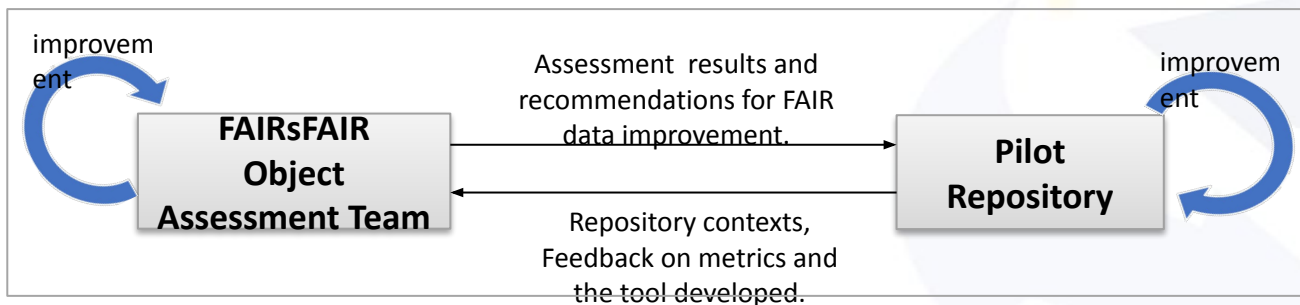 improvem
ent
FAIRsFAIR
Object
Assessment Team
Assessment results and
recommendations for FAIR
data improvement.
Repository contexts,
Feedback on metrics and
the tool developed.
Pilot
Repository
improvem
ent